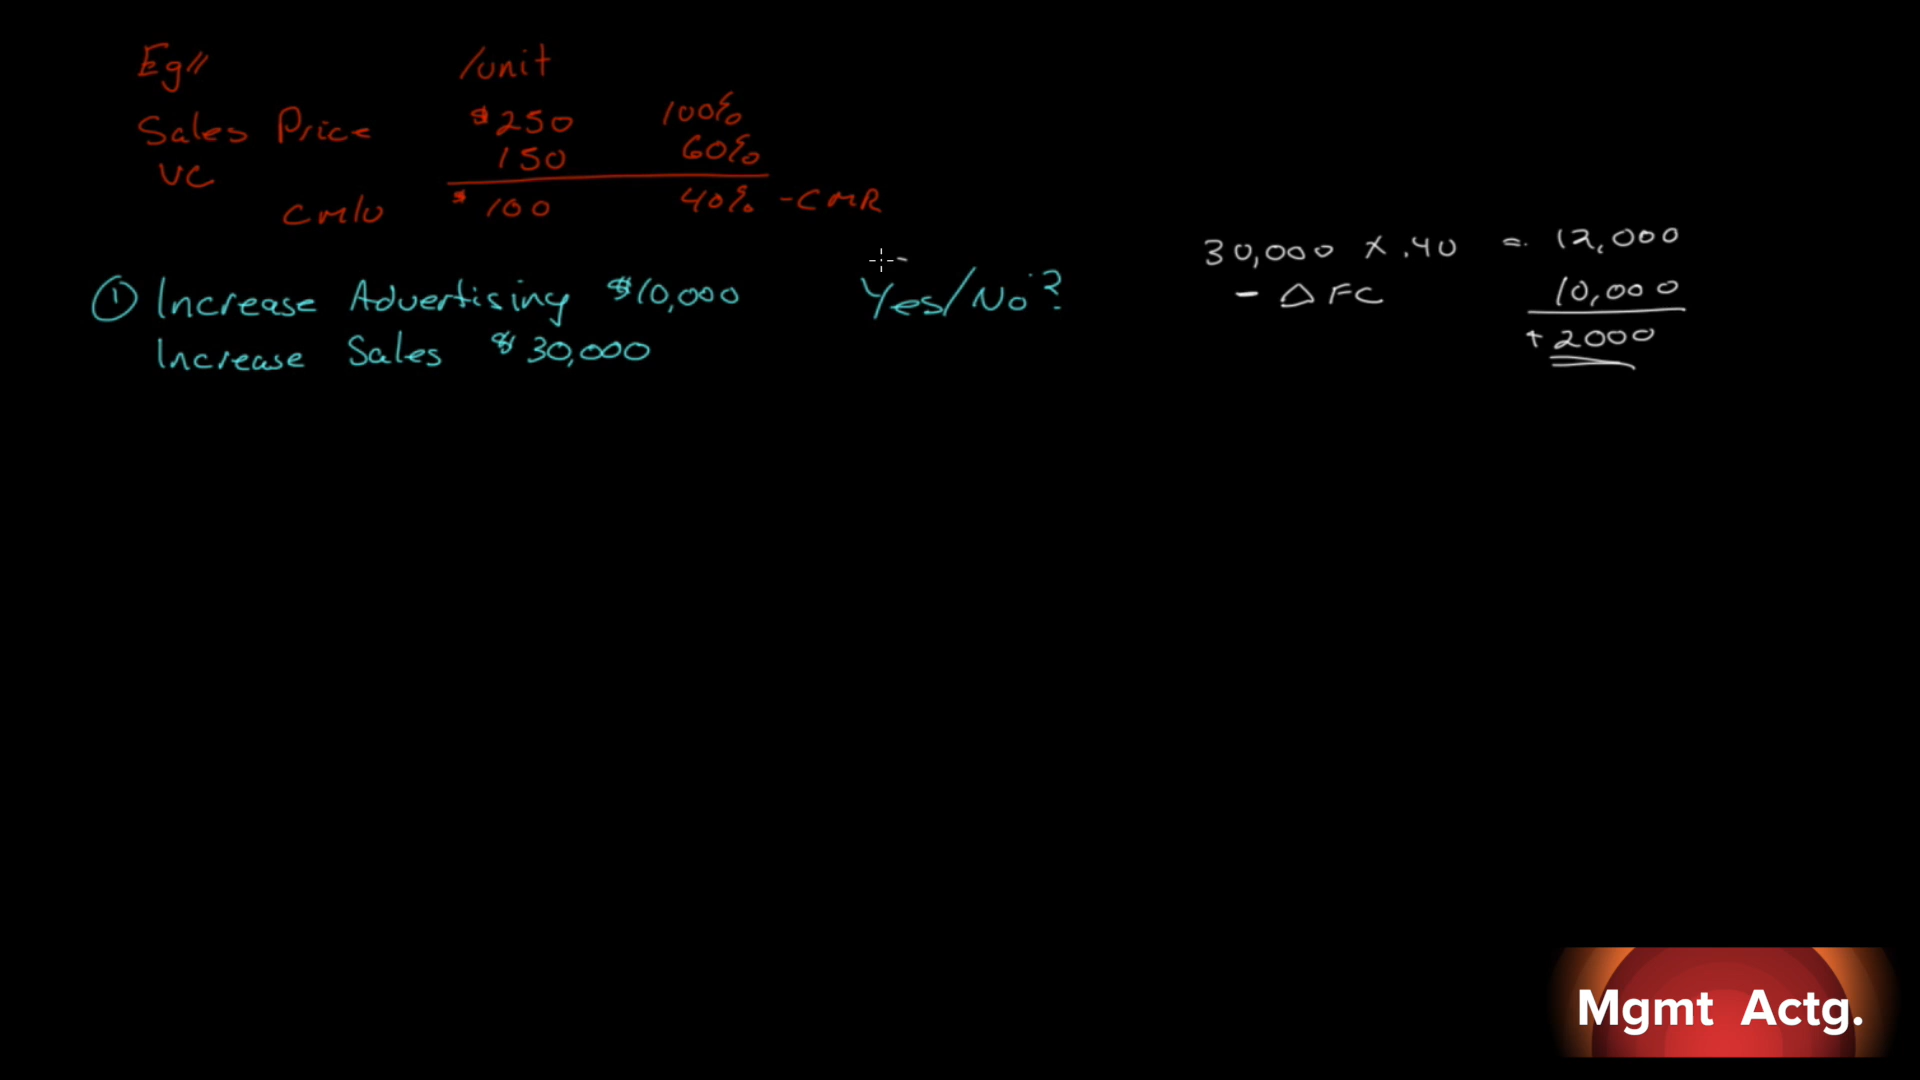 Eg// /unit
Sales Price $250 100%
VC 150 60%
CM/U $100 40% - CMR
① Increase Advertising $10,000 Yes/No?
Increase Sales $30,000
30,000 X .40 = 12,000
- △ FC 10,000
+ 2000
Mgmt Actg.